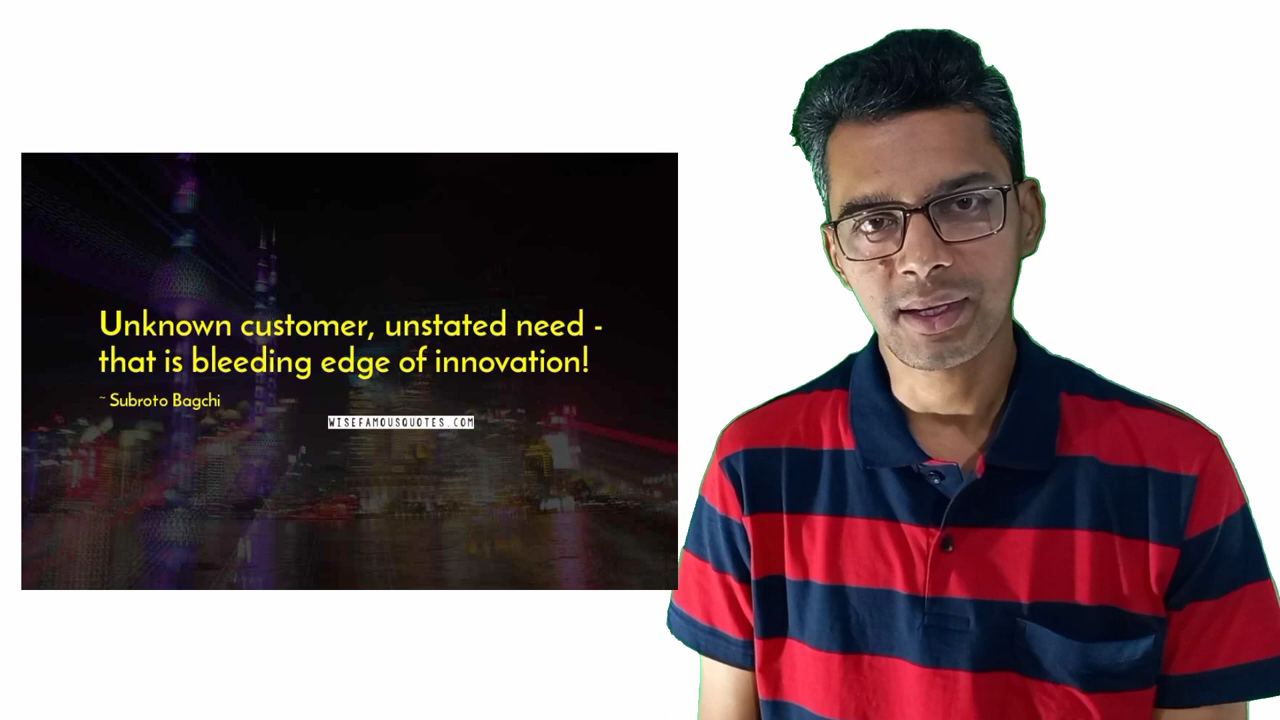 Unknown customer, unstated need -
that is bleeding edge of innovation!
~ Subroto Bagchi
WISEFAMOUSQUOTES.COM